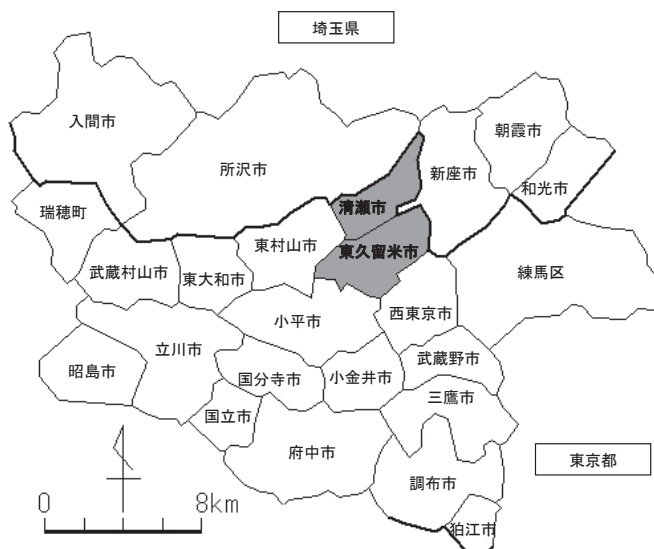 埼玉県
入間市
所沢市
朝霞市
新座市
和光市
清瀬市
瑞穂町
東村山市
東久留米市
武蔵村山市
東大和市
練馬区
小平市
西東京市
立川市
武蔵野市
昭島市
国分寺市
小金井市
三鷹市
国立市
府中市
東京都
調布市
狛江市
0 8km